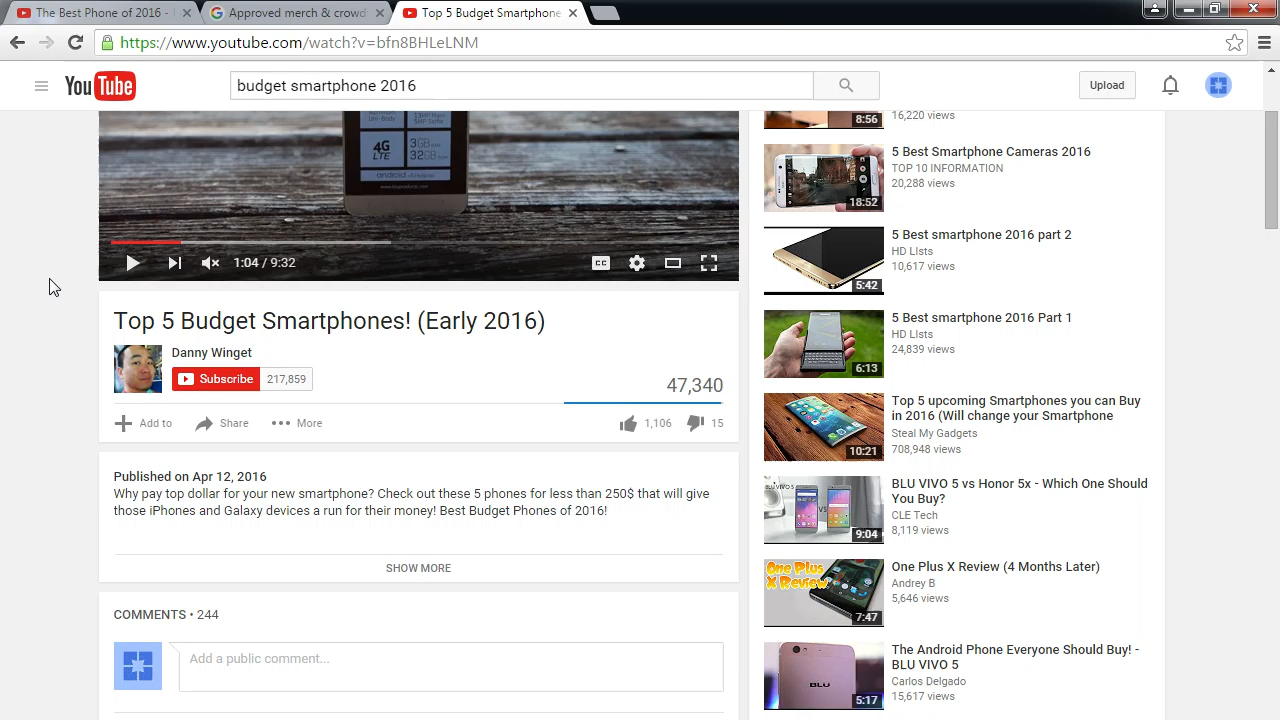 The Best Phone of 2016 -
Approved merch & crowd
Top 5 Budget Smartphone
https://www.youtube.com/watch?v=bfn8BHLeLNM
YouTube
budget smartphone 2016
Upload
13MP Main
5MP Selfie
4G
LTE
3GB
32GB
1:04 / 9:32
CC
Top 5 Budget Smartphones! (Early 2016)
Danny Winget
Subscribe 217,859
47,340
Add to Share More 1,106 15
Published on Apr 12, 2016
Why pay top dollar for your new smartphone? Check out these 5 phones for less than 250$ that will give
those iPhones and Galaxy devices a run for their money! Best Budget Phones of 2016!
SHOW MORE
COMMENTS • 244
Add a public comment...
8:56
16,220 views
18:52
5 Best Smartphone Cameras 2016
TOP 10 INFORMATION
20,288 views
5:42
5 Best smartphone 2016 part 2
HD LIsts
10,617 views
6:13
5 Best smartphone 2016 Part 1
HD LIsts
24,839 views
10:21
Top 5 upcoming Smartphones you can Buy
in 2016 (Will change your Smartphone
Steal My Gadgets
708,948 views
BLU VIVO 5
VS
9:04
BLU VIVO 5 vs Honor 5x - Which One Should
You Buy?
CLE Tech
8,119 views
One Plus
X Review
7:47
One Plus X Review (4 Months Later)
Andrey B
5,646 views
BLU
5:17
The Android Phone Everyone Should Buy! -
BLU VIVO 5
Carlos Delgado
15,617 views